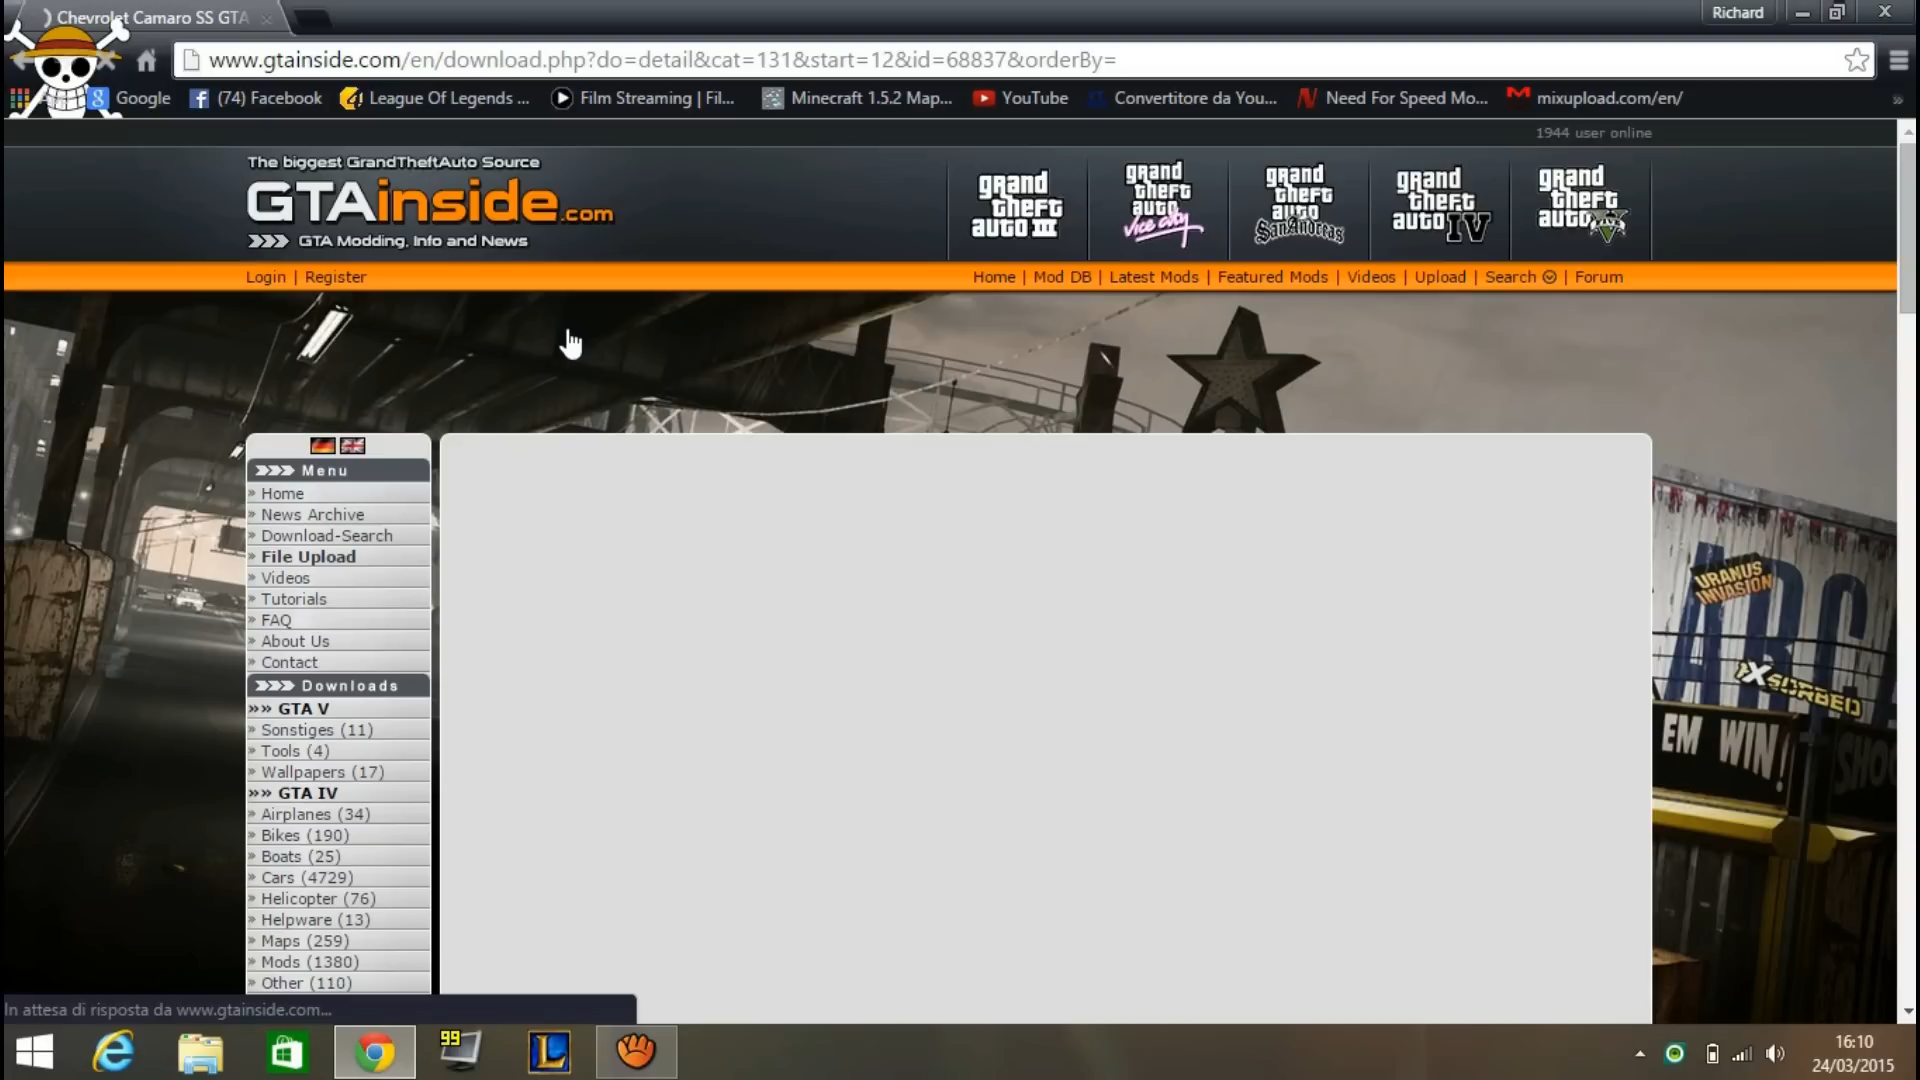 Chevrolet Camaro SS GTA
Richard
www.gtainside.com/en/download.php?do=detail&cat=131&start=12&id=68837&orderBy=
Google
(74) Facebook
League Of Legends ...
Film Streaming | Fil...
Minecraft 1.5.2 Map...
YouTube
Convertitore da You...
Need For Speed Mo...
mixupload.com/en/
»
1944 user online
The biggest GrandTheftAuto Source
GTAinside.com
GTA Modding, Info and News
grand theft auto III
grand theft auto vice city
grand theft auto San Andreas
grand theft auto IV
grand theft auto V
Login | Register
Home | Mod DB | Latest Mods | Featured Mods | Videos | Upload | Search | Forum
Menu
» Home
» News Archive
» Download-Search
» File Upload
» Videos
» Tutorials
» FAQ
» About Us
» Contact
Downloads
»» GTA V
» Sonstiges (11)
» Tools (4)
» Wallpapers (17)
»» GTA IV
» Airplanes (34)
» Bikes (190)
» Boats (25)
» Cars (4729)
» Helicopter (76)
» Helpware (13)
» Maps (259)
» Mods (1380)
» Other (110)
URANUS
INVASION
EM WIN!
In attesa di risposta da www.gtainside.com...
99
L
16:10
24/03/2015